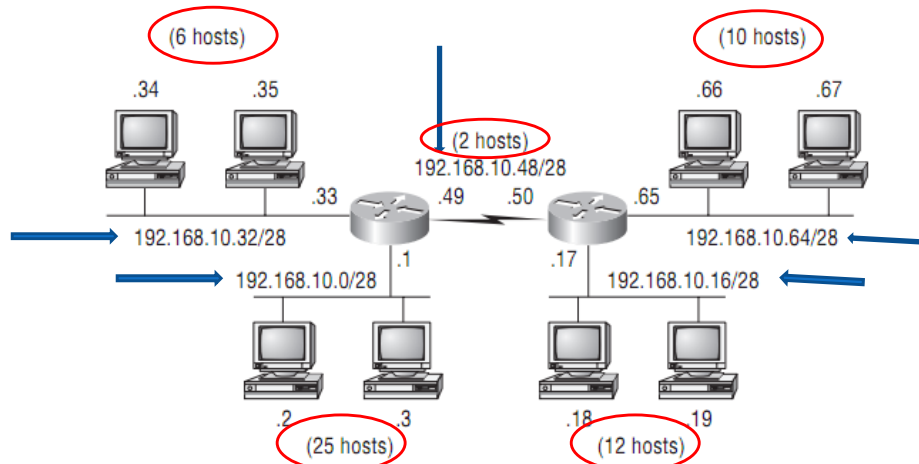 (6 hosts)
(10 hosts)
.34 .35
.66 .67
(2 hosts)
192.168.10.48/28
.33 .49 .50 .65
192.168.10.32/28
192.168.10.64/28
.1 .17
192.168.10.0/28
192.168.10.16/28
.2 .3 .18 .19
(25 hosts)
(12 hosts)